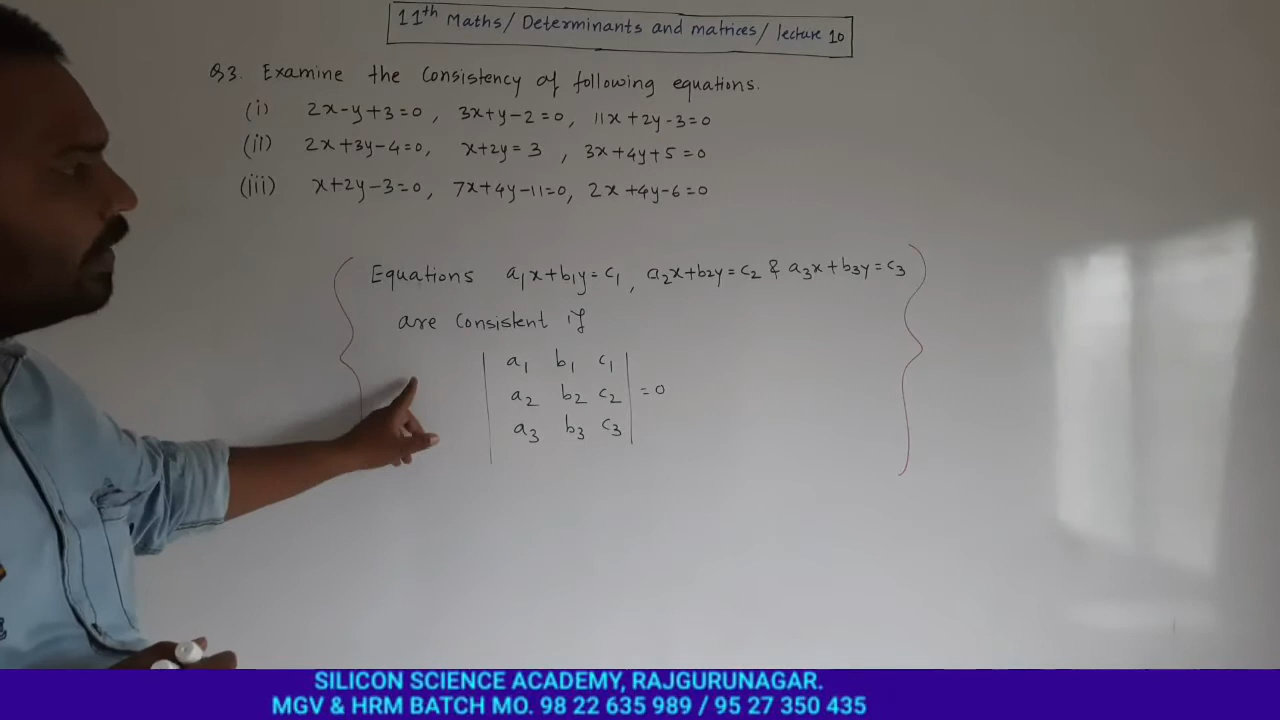 11th Maths/ Determinants and matrices/ lecture 10
Q3. Examine the Consistency of following equations.
(i) 2x-y+3=0, 3x+y-2=0, 11x+2y-3=0
(ii) 2x+3y-4=0, x+2y=3, 3x+4y+5=0
(iii) x+2y-3=0, 7x+4y-11=0, 2x+4y-6=0
Equations a₁x+b₁y=c₁, a₂x+b₂y=c₂ & a₃x+b₃y=c₃
are consistent if
| a₁ b₁ c₁ |
| a₂ b₂ c₂ | =0
| a₃ b₃ c₃ |
SILICON SCIENCE ACADEMY, RAJGURUNAGAR.
MGV & HRM BATCH MO. 98 22 635 989 / 95 27 350 435